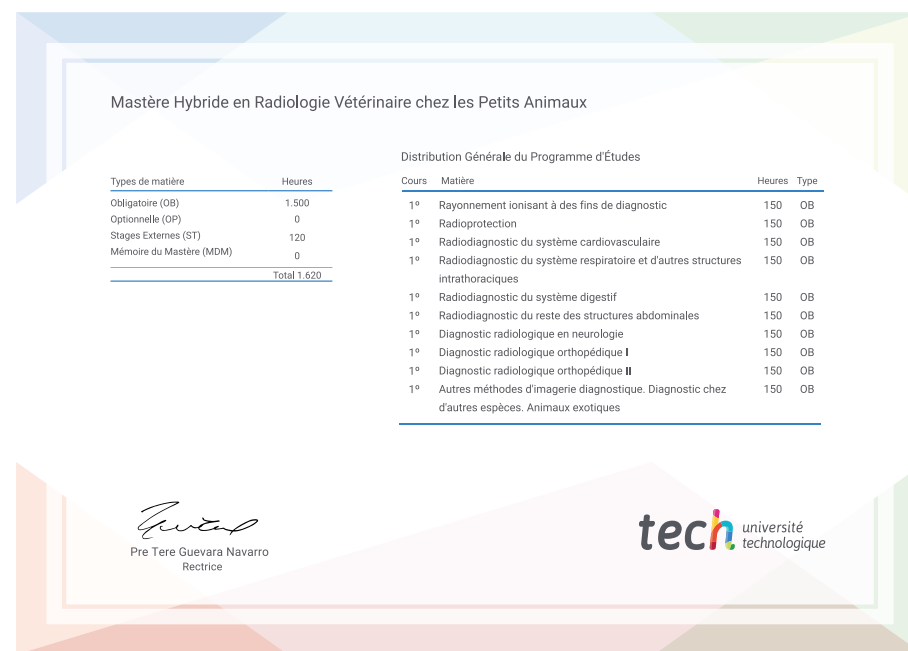 Mastère Hybride en Radiologie Vétérinaire chez les Petits Animaux
Types de matière Heures
Obligatoire (OB) 1.500
Optionnelle (OP) 0
Stages Externes (ST) 120
Mémoire du Mastère (MDM) 0
Total 1.620
Distribution Générale du Programme d'Études
Cours Matière Heures Type
1º Rayonnement ionisant à des fins de diagnostic 150 OB
1º Radioprotection 150 OB
1º Radiodiagnostic du système cardiovasculaire 150 OB
1º Radiodiagnostic du système respiratoire et d'autres structures 150 OB
intrathoraciques
1º Radiodiagnostic du système digestif 150 OB
1º Radiodiagnostic du reste des structures abdominales 150 OB
1º Diagnostic radiologique en neurologie 150 OB
1º Diagnostic radiologique orthopédique I 150 OB
1º Diagnostic radiologique orthopédique II 150 OB
1º Autres méthodes d'imagerie diagnostique. Diagnostic chez 150 OB
d'autres espèces. Animaux exotiques
Pre Tere Guevara Navarro
Rectrice
tech université
technologique